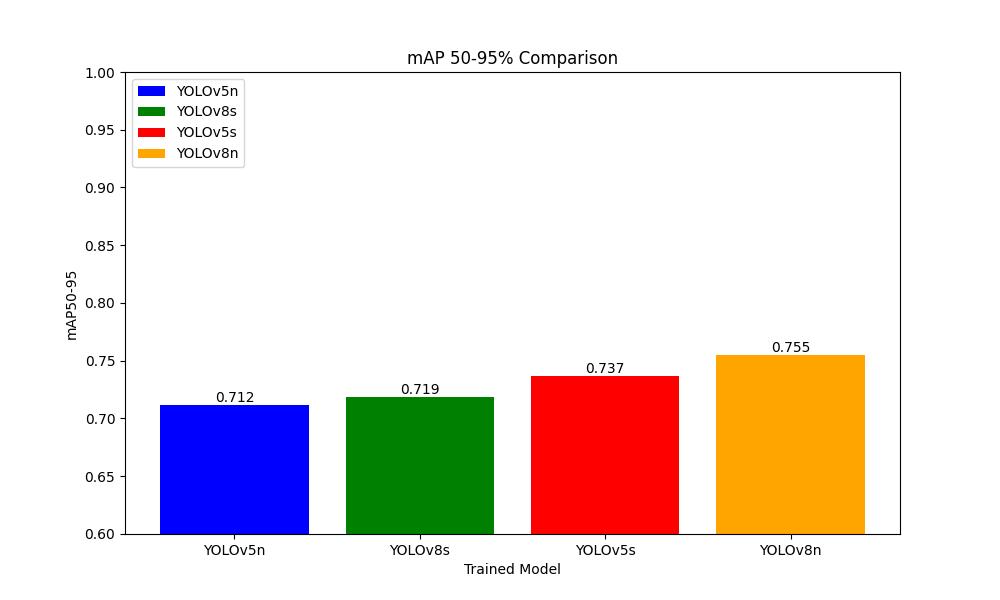 mAP 50-95% Comparison
1.00
0.95
0.90
0.85
0.80
0.75
0.70
0.65
0.60
mAP50-95
YOLOv5n
YOLOv8s
YOLOv5s
YOLOv8n
0.712
0.719
0.737
0.755
YOLOv5n YOLOv8s YOLOv5s YOLOv8n
Trained Model